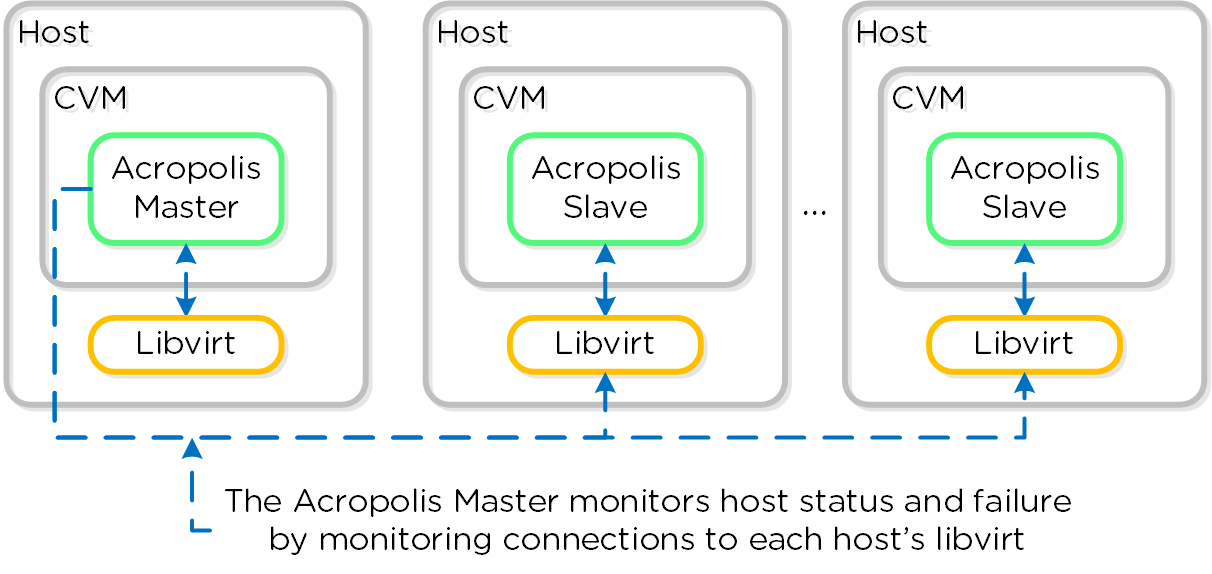 Host
CVM
Acropolis
Master
Libvirt
Host
CVM
Acropolis
Slave
Libvirt
...
Host
CVM
Acropolis
Slave
Libvirt
The Acropolis Master monitors host status and failure
by monitoring connections to each host's libvirt